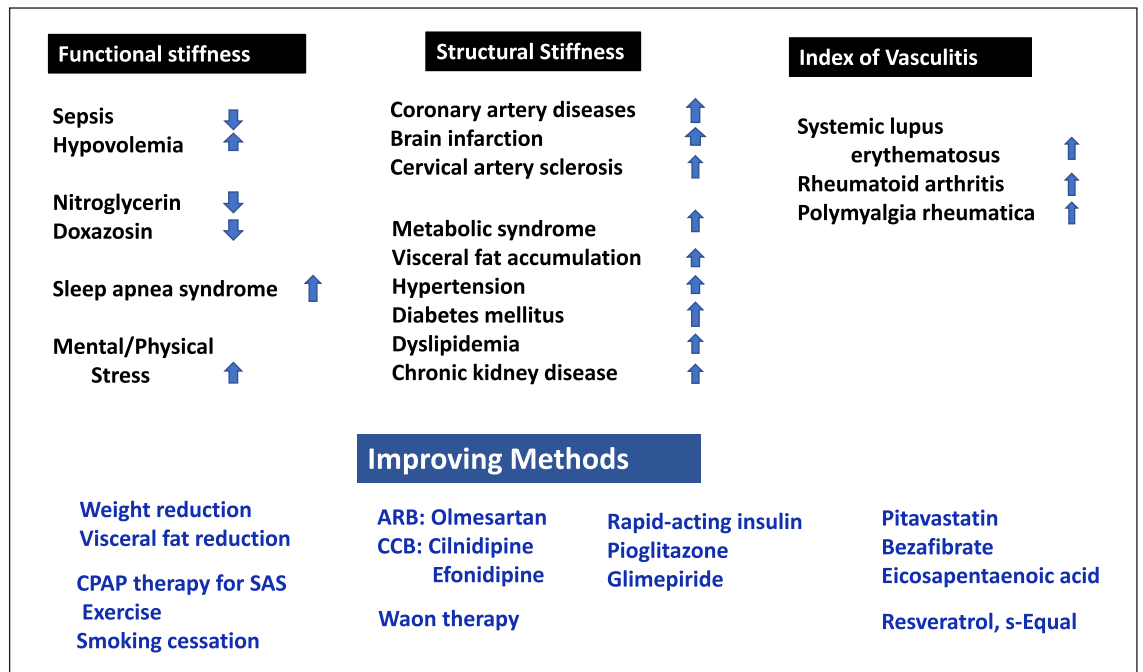 Functional stiffness
Sepsis
Hypovolemia
Nitroglycerin
Doxazosin
Sleep apnea syndrome
Mental/Physical
Stress
Structural Stiffness
Coronary artery diseases
Brain infarction
Cervical artery sclerosis
Metabolic syndrome
Visceral fat accumulation
Hypertension
Diabetes mellitus
Dyslipidemia
Chronic kidney disease
Index of Vasculitis
Systemic lupus
erythematosus
Rheumatoid arthritis
Polymyalgia rheumatica
Improving Methods
Weight reduction
Visceral fat reduction
CPAP therapy for SAS
Exercise
Smoking cessation
ARB: Olmesartan
CCB: Cilnidipine
Efonidipine
Waon therapy
Rapid-acting insulin
Pioglitazone
Glimepiride
Pitavastatin
Bezafibrate
Eicosapentaenoic acid
Resveratrol, s-Equal